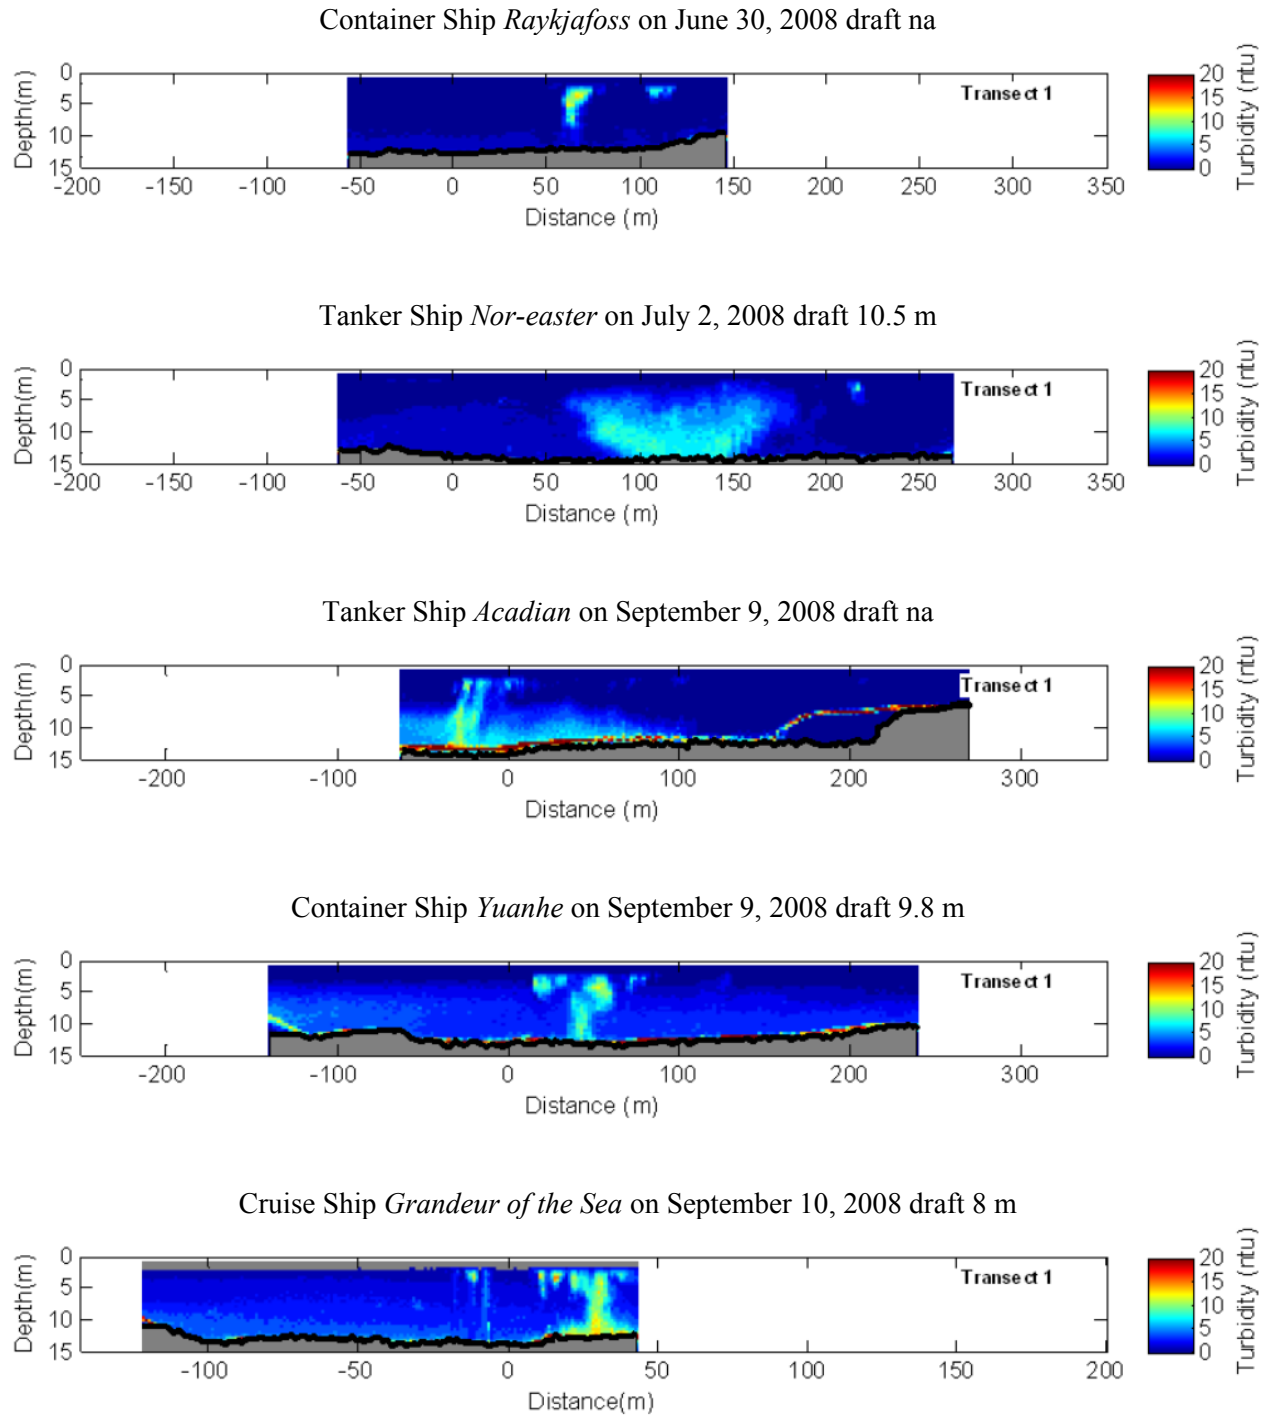 Container Ship Raykjafoss on June 30, 2008 draft na
Depth(m)
0
5
10
15
Transect 1
-200 -150 -100 -50 0 50 100 150 200 250 300 350
Distance (m)
20
15
10
5
0
Turbidity (ntu)
Tanker Ship Nor-easter on July 2, 2008 draft 10.5 m
Depth(m)
0
5
10
15
Transect 1
-200 -150 -100 -50 0 50 100 150 200 250 300 350
Distance (m)
20
15
10
5
0
Turbidity (ntu)
Tanker Ship Acadian on September 9, 2008 draft na
Depth(m)
0
5
10
15
Transect 1
-200 -100 0 100 200 300
Distance (m)
20
15
10
5
0
Turbidity (ntu)
Container Ship Yuanhe on September 9, 2008 draft 9.8 m
Depth(m)
0
5
10
15
Transect 1
-200 -100 0 100 200 300
Distance (m)
20
15
10
5
0
Turbidity (ntu)
Cruise Ship Grandeur of the Sea on September 10, 2008 draft 8 m
Depth(m)
0
5
10
15
Transect 1
-100 -50 0 50 100 150 200
Distance(m)
20
15
10
5
0
Turbidity (ntu)